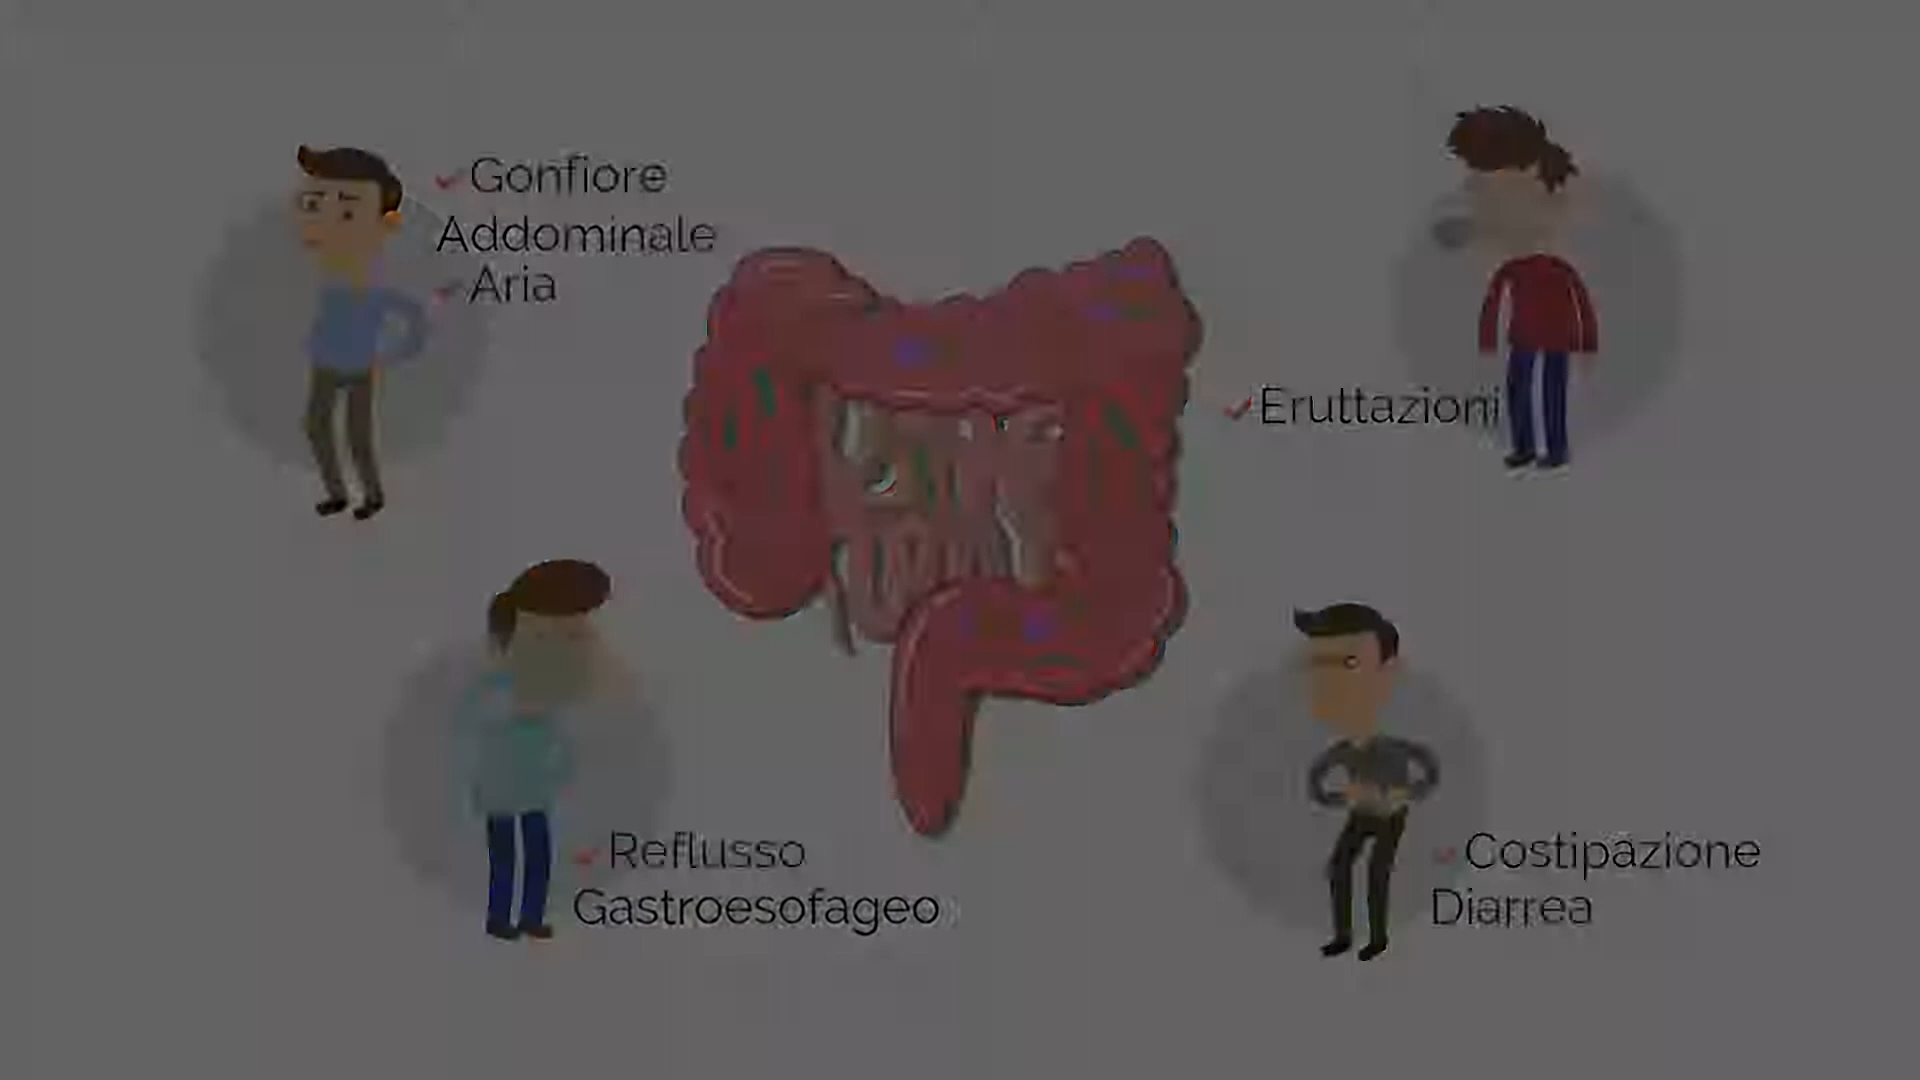 Gonfiore
Addominale
Aria
Eruttazioni
Reflusso
Gastroesofageo
Costipazione
Diarrea